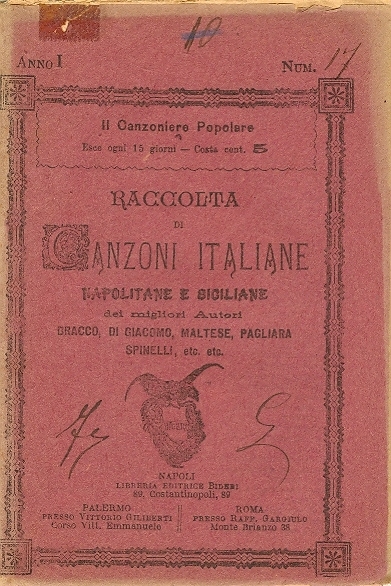 10
ANNO I
NUM. 17
Il Canzoniere Popolare
Esce ogni 15 giorni — Costa cent. 5
RACCOLTA
DI
CANZONI ITALIANE
NAPOLITANE E SICILIANE
dei migliori Autori
BRACCO, DI GIACOMO, MALTESE, PAGLIARA
SPINELLI, etc. etc.
NAPOLI
LIBRERIA EDITRICE BIDERI
89, Costantinopoli, 89
PALERMO
PRESSO VITTORIO GILIBERTI
Corso Vitt. Emmanuele
ROMA
PRESSO RAFF. GARGIULO
Monte Brianzo 38